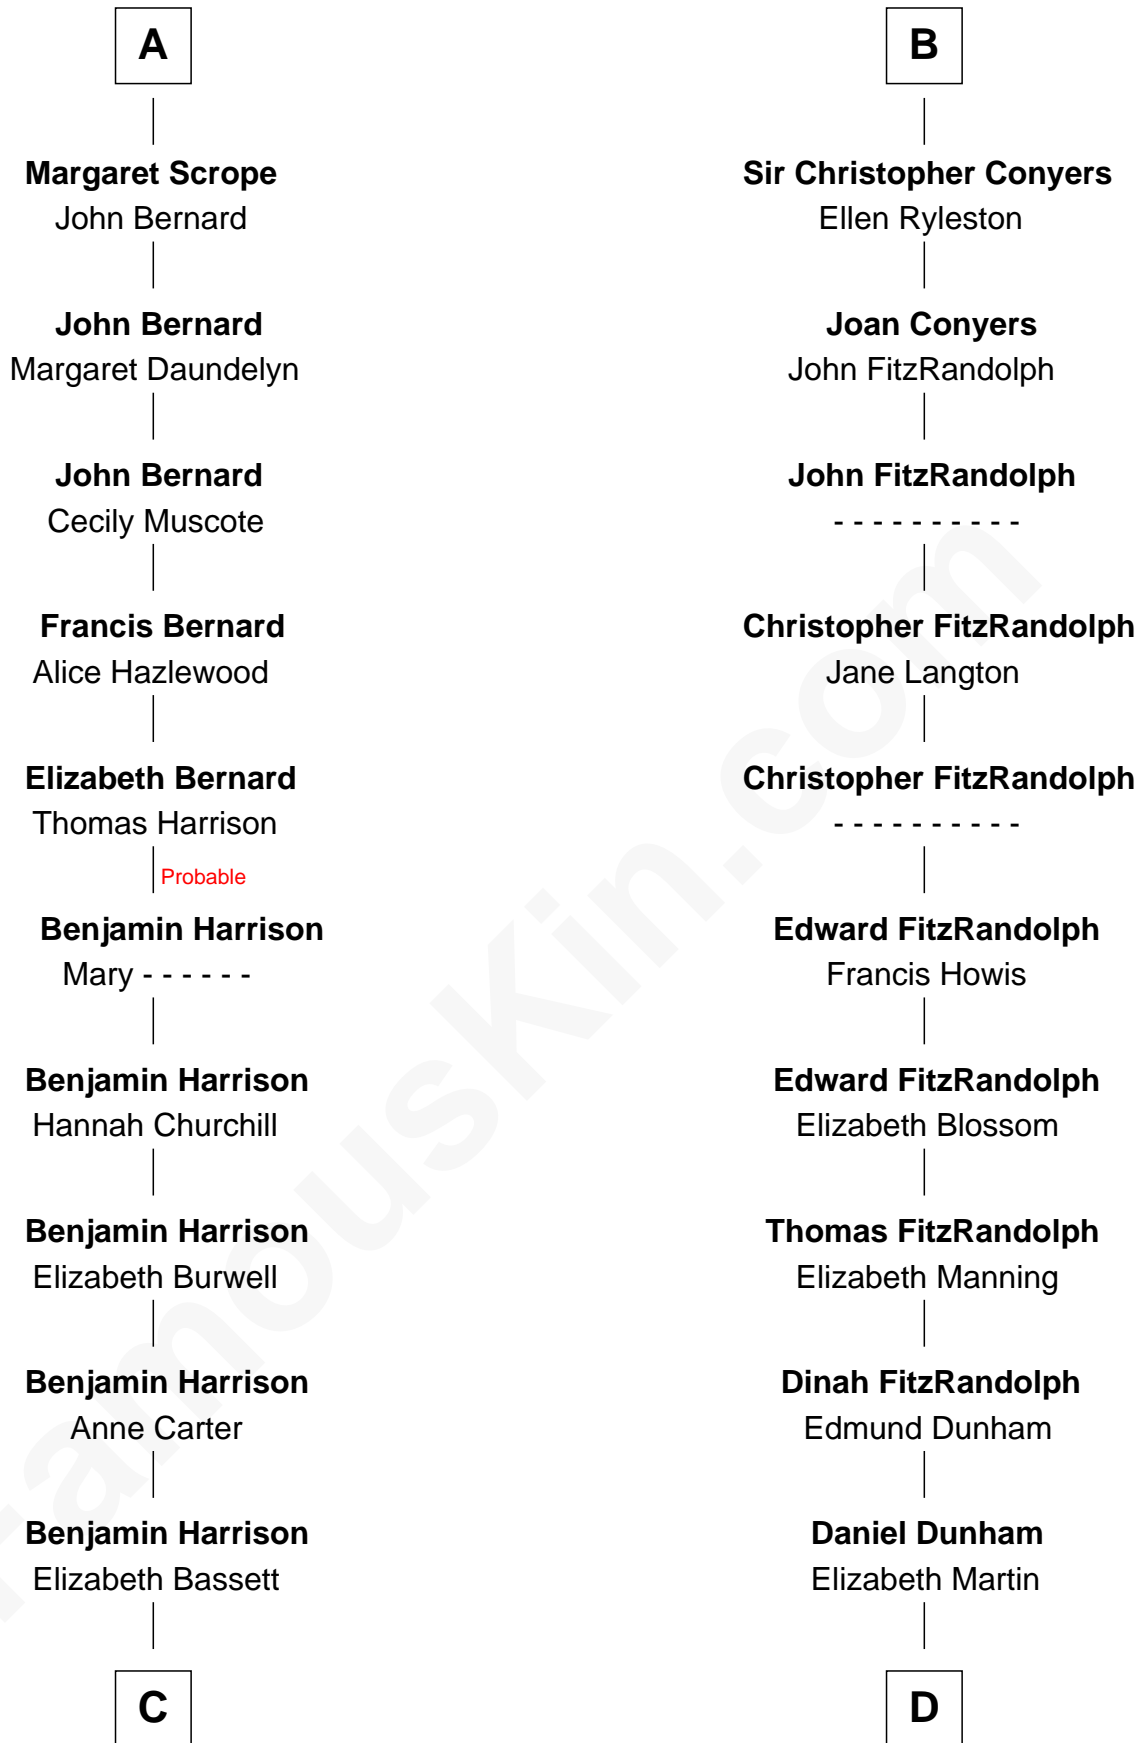 A
Margaret Scrope
John Bernard
John Bernard
Margaret Daundelyn
John Bernard
Cecily Muscote
Francis Bernard
Alice Hazlewood
Elizabeth Bernard
Thomas Harrison
Probable
Benjamin Harrison
Mary - - - - - -
Benjamin Harrison
Hannah Churchill
Benjamin Harrison
Elizabeth Burwell
Benjamin Harrison
Anne Carter
Benjamin Harrison
Elizabeth Bassett
C
B
Sir Christopher Conyers
Ellen Ryleston
Joan Conyers
John FitzRandolph
John FitzRandolph
- - - - - - - - - -
Christopher FitzRandolph
Jane Langton
Christopher FitzRandolph
- - - - - - - - - -
Edward FitzRandolph
Francis Howis
Edward FitzRandolph
Elizabeth Blossom
Thomas FitzRandolph
Elizabeth Manning
Dinah FitzRandolph
Edmund Dunham
Daniel Dunham
Elizabeth Martin
D
FamousKin.com